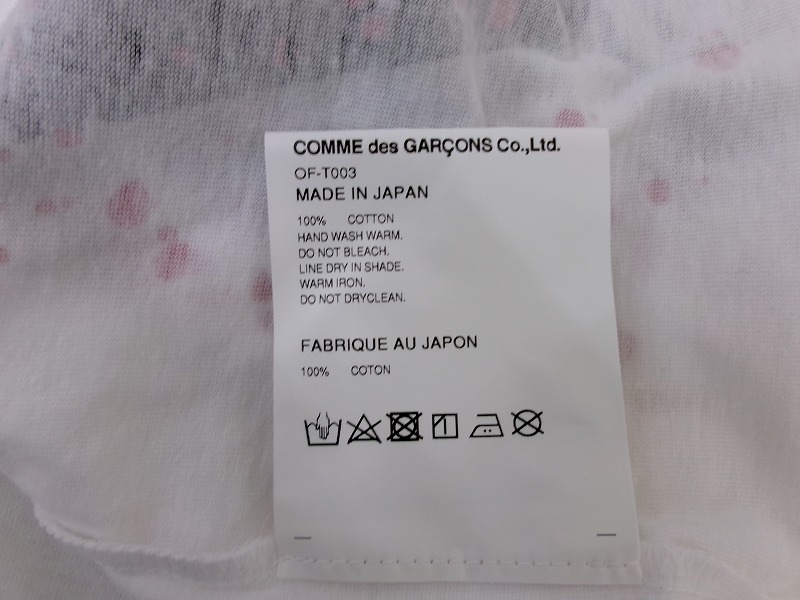 COMME des GARÇONS Co.,Ltd.
OF-T003
MADE IN JAPAN
100% COTTON
HAND WASH WARM.
DO NOT BLEACH.
LINE DRY IN SHADE.
WARM IRON.
DO NOT DRYCLEAN.
FABRIQUE AU JAPON
100% COTON